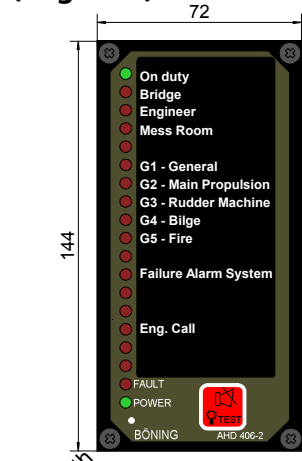 72
144
On duty
Bridge
Engineer
Mess Room
G1 - General
G2 - Main Propulsion
G3 - Rudder Machine
G4 - Bilge
G5 - Fire
Failure Alarm System
Eng. Call
FAULT
POWER
TEST
BÖNING AHD 406-2